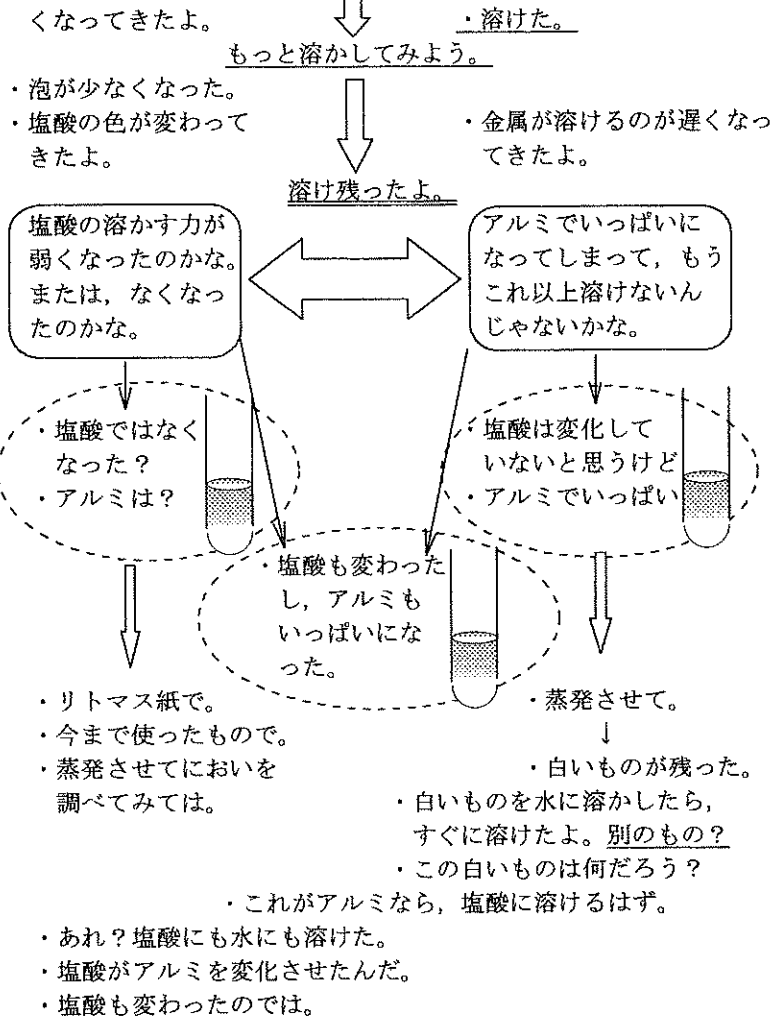 くなってきたよ。
・溶けた。
もっと溶かしてみよう。
・泡が少なくなった。
・塩酸の色が変わって
きたよ。
・金属が溶けるのが遅くなっ
てきたよ。
溶け残ったよ。
塩酸の溶かす力が
弱くなったのかな。
または，なくなっ
たのかな。
アルミでいっぱいに
なってしまって，もう
これ以上溶けないん
じゃないかな。
・塩酸ではなく
なった？
・アルミは？
・塩酸は変化して
いないと思うけど
・アルミでいっぱい
・塩酸も変わった
し，アルミも
いっぱいにな
った。
・リトマス紙で。
・今まで使ったもので。
・蒸発させてにおいを
調べてみては。
・蒸発させて。
↓
・白いものが残った。
・白いものを水に溶かしたら，
すぐに溶けたよ。別のもの？
・この白いものは何だろう？
・これがアルミなら，塩酸に溶けるはず。
・あれ？塩酸にも水にも溶けた。
・塩酸がアルミを変化させたんだ。
・塩酸も変わったのでは。